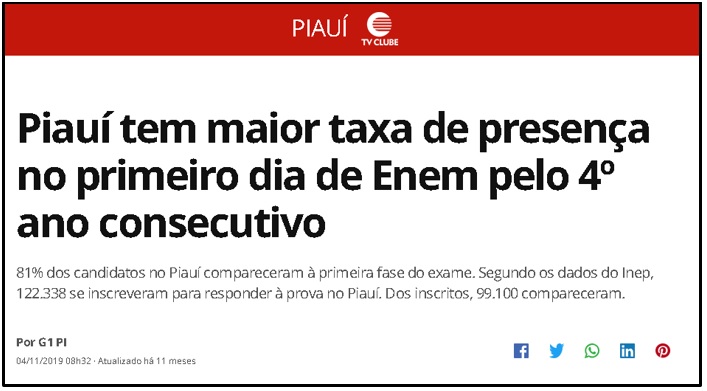 PIAUÍ TV CLUBE
Piauí tem maior taxa de presença
no primeiro dia de Enem pelo 4º
ano consecutivo
81% dos candidatos no Piauí compareceram à primeira fase do exame. Segundo os dados do Inep,
122.338 se inscreveram para responder à prova no Piauí. Dos inscritos, 99.100 compareceram.
Por G1 PI
04/11/2019 08h32 · Atualizado há 11 meses